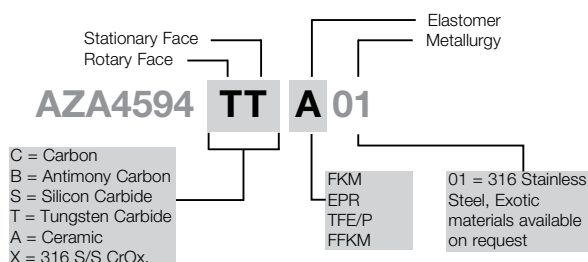 Elastomer
Stationary Face
Metallurgy
Rotary Face
AZA4594 TT A 01
C = Carbon
B = Antimony Carbon
S = Silicon Carbide
T = Tungsten Carbide
A = Ceramic
X = 316 S/S CrOx.
FKM
EPR
TFE/P
FFKM
01 = 316 Stainless
Steel, Exotic
materials available
on request